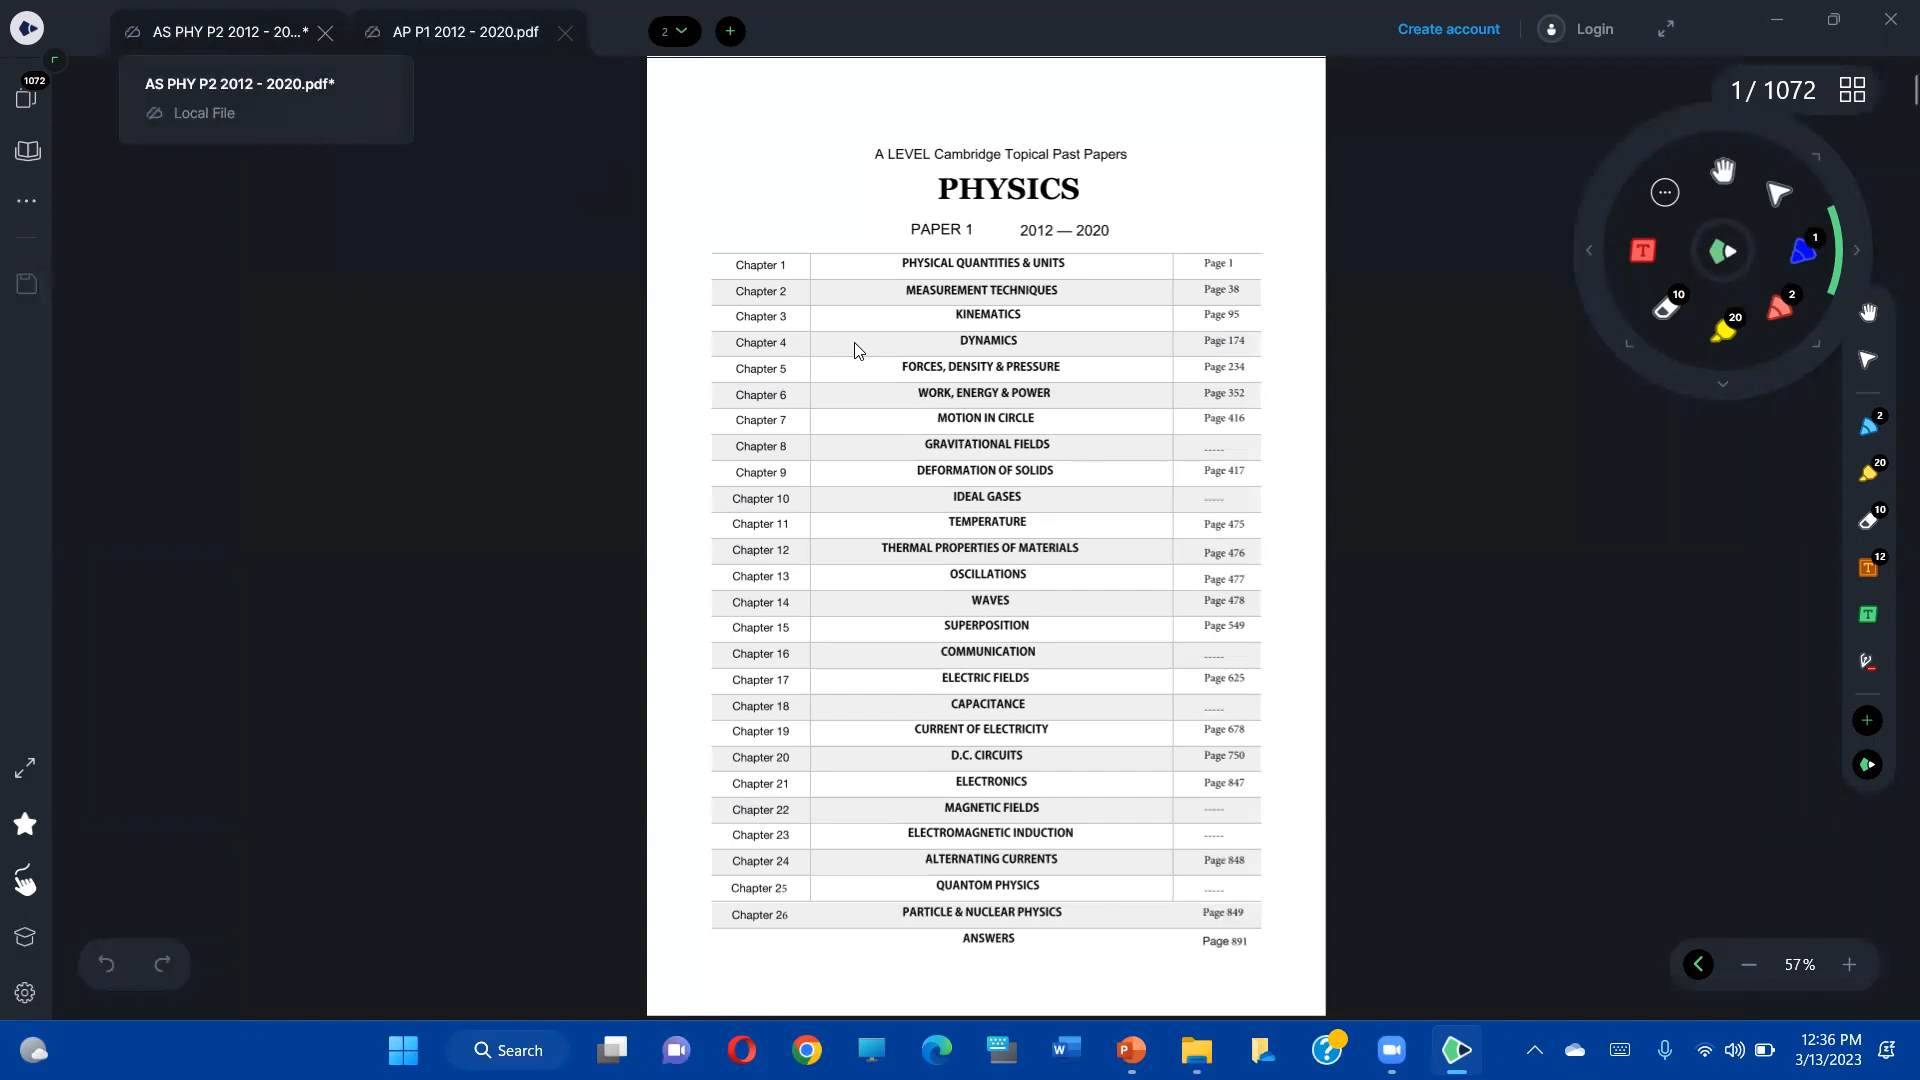 AS PHY P2 2012 - 20...*
AP P1 2012 - 2020.pdf
2
Create account
Login
AS PHY P2 2012 - 2020.pdf*
Local File
1072
1 / 1072
A LEVEL Cambridge Topical Past Papers
PHYSICS
PAPER 1 2012 — 2020
Chapter 1 PHYSICAL QUANTITIES & UNITS Page 1
Chapter 2 MEASUREMENT TECHNIQUES Page 38
Chapter 3 KINEMATICS Page 95
Chapter 4 DYNAMICS Page 174
Chapter 5 FORCES, DENSITY & PRESSURE Page 234
Chapter 6 WORK, ENERGY & POWER Page 352
Chapter 7 MOTION IN CIRCLE Page 416
Chapter 8 GRAVITATIONAL FIELDS -----
Chapter 9 DEFORMATION OF SOLIDS Page 417
Chapter 10 IDEAL GASES -----
Chapter 11 TEMPERATURE Page 475
Chapter 12 THERMAL PROPERTIES OF MATERIALS Page 476
Chapter 13 OSCILLATIONS Page 477
Chapter 14 WAVES Page 478
Chapter 15 SUPERPOSITION Page 549
Chapter 16 COMMUNICATION -----
Chapter 17 ELECTRIC FIELDS Page 625
Chapter 18 CAPACITANCE -----
Chapter 19 CURRENT OF ELECTRICITY Page 678
Chapter 20 D.C. CIRCUITS Page 750
Chapter 21 ELECTRONICS Page 847
Chapter 22 MAGNETIC FIELDS -----
Chapter 23 ELECTROMAGNETIC INDUCTION -----
Chapter 24 ALTERNATING CURRENTS Page 848
Chapter 25 QUANTOM PHYSICS -----
Chapter 26 PARTICLE & NUCLEAR PHYSICS Page 849
ANSWERS Page 891
1
T
10
2
20
2
20
10
12
T
T
57%
Search
12:36 PM
3/13/2023